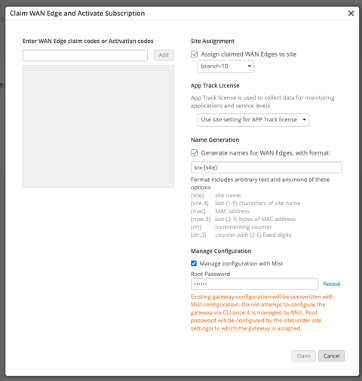 Claim WAN Edge and Activate Subscription
Enter WAN Edge claim codes or Activation codes
Add
Site Assignment
Assign claimed WAN Edges to site
branch-10
App Track License
App Track license is used to collect data for monitoring
applications and service levels
Use site setting for APP Track license
Name Generation
Generate names for WAN Edges, with format:
srx-[site]
Format includes arbitrary text and any/none of these
options
[site] site name
[site.4] last (1-9) characters of site name
[mac] MAC address
[mac.3] last (2-3) bytes of MAC address
[ctr] incrementing counter
[ctr.3] counter with (2-6) fixed digits
Manage Configuration
Manage configuration with Mist
Root Password
Reveal
Existing gateway configuration will be overwritten with
Mist configuration. Do not attempt to configure the
gateway via CLI once it is managed by Mist. Root
password will be configured by the site(under site
settings) to which the gateway is assigned.
Claim
Cancel